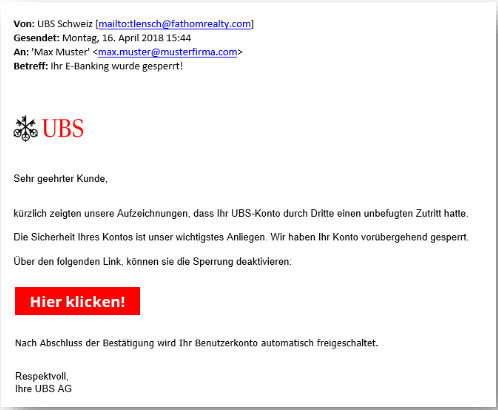 Von: UBS Schweiz [mailto:tlensch@fathomrealty.com]
Gesendet: Montag, 16. April 2018 15:44
An: 'Max Muster' <max.muster@musterfirma.com>
Betreff: Ihr E-Banking wurde gesperrt!
UBS
Sehr geehrter Kunde,
kürzlich zeigten unsere Aufzeichnungen, dass Ihr UBS-Konto durch Dritte einen unbefugten Zutritt hatte.
Die Sicherheit Ihres Kontos ist unser wichtigstes Anliegen. Wir haben Ihr Konto vorübergehend gesperrt.
Über den folgenden Link, können sie die Sperrung deaktivieren:
Hier klicken!
Nach Abschluss der Bestätigung wird Ihr Benutzerkonto automatisch freigeschaltet.
Respektvoll,
Ihre UBS AG